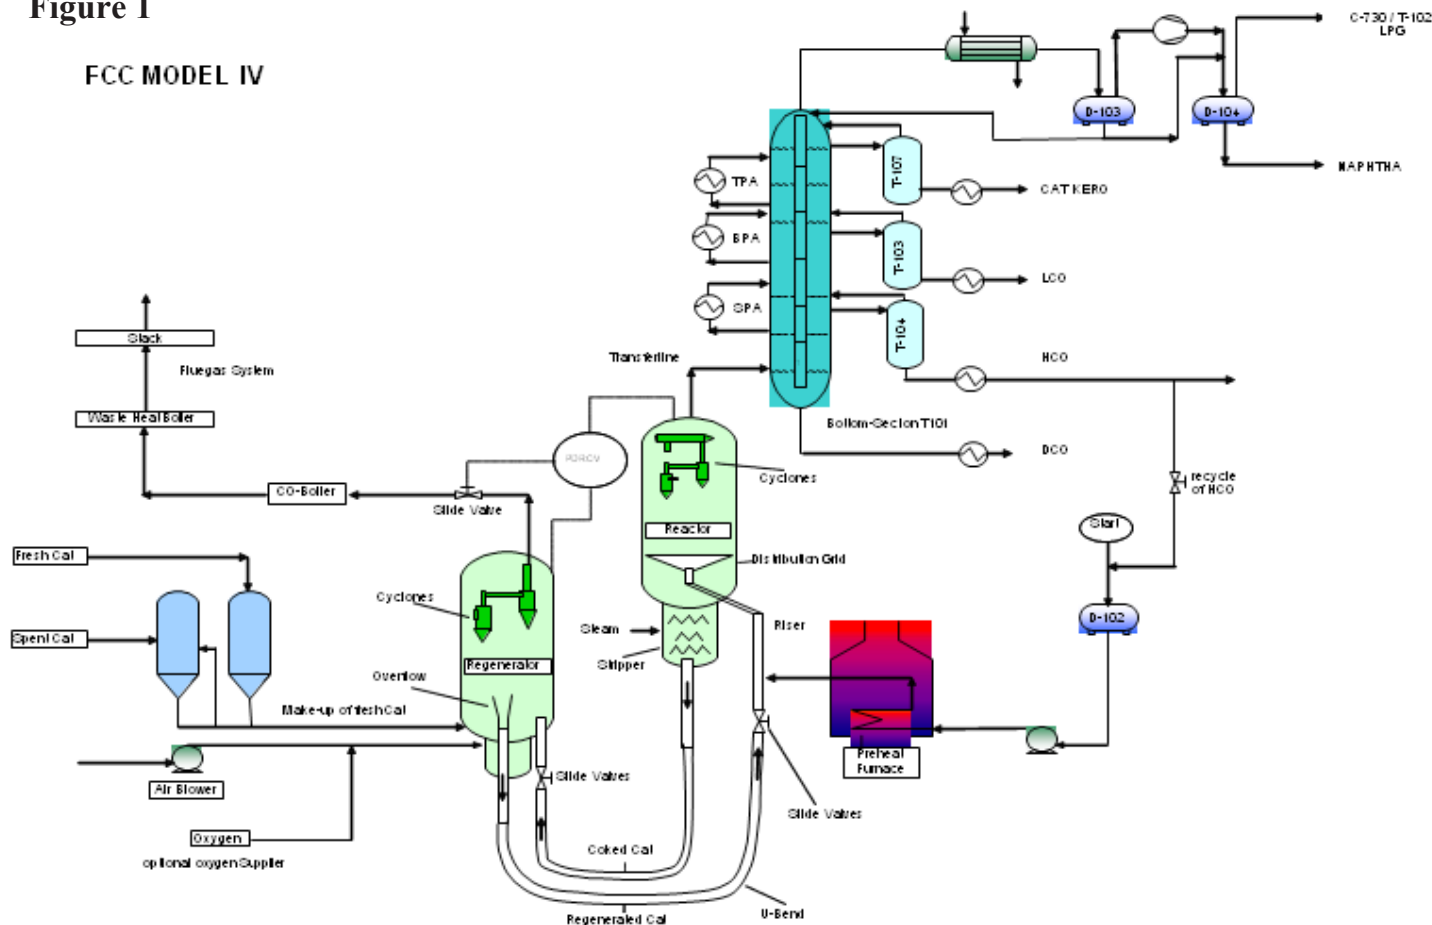 Figure 1
C-730 / T-102
LPG
FCC MODEL IV
D-103
D-104
NAPHTHA
T-107
TPA
CAT KERO
BPA
T-103
LCO
SPA
T-104
Stack
Transferline
HCO
Fluegas System
Waste Heat Boiler
Bottom-Section T101
DCO
Cyclones
recycle
of HCO
CO-Boiler
Slide Valve
Start
Reactor
Fresh Cat
Distribution Grid
Cyclones
D-102
Steam
Riser
Spent Cat
Stripper
Regenerator
Overflow
Make-up of fresh Cat
Preheat
Furnace
Slide Valves
Air Blower
Slide Valves
Oxygen
Coked Cat
optional oxygen Supplier
U-Bend
Regenerated Cat